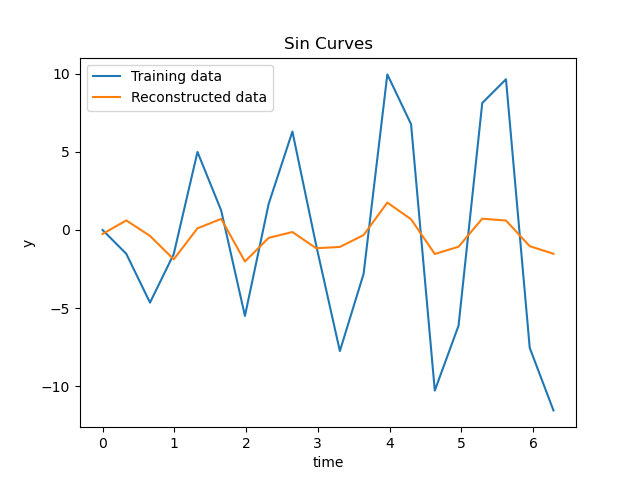 Sin Curves
Training data
Reconstructed data
10
5
0
−5
−10
y
0 1 2 3 4 5 6
time